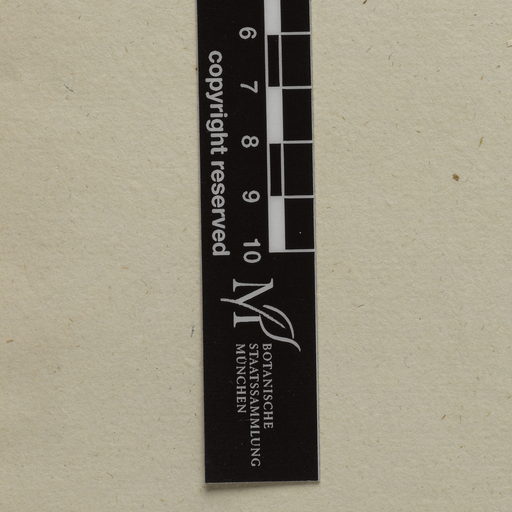 6
7
8
9
10
copyright reserved
M
BOTANISCHE
STAATSSAMMLUNG
MÜNCHEN